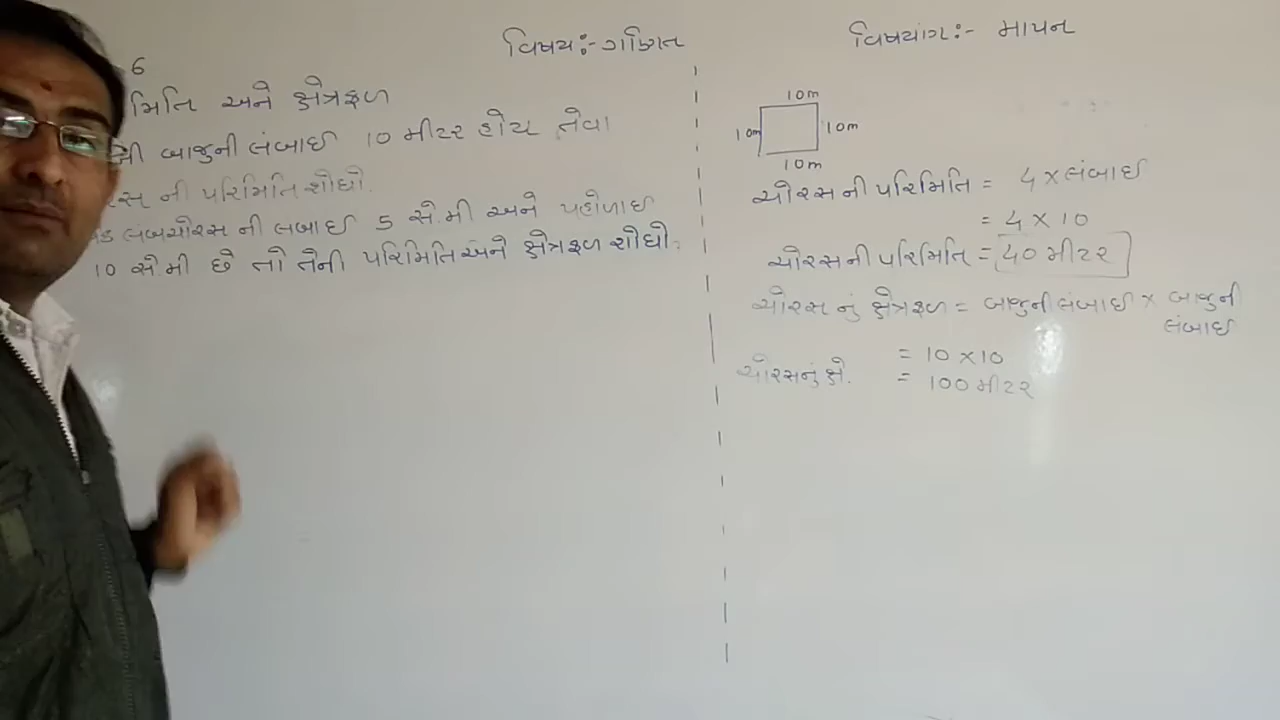 વિષય:- ગણિત
વિષયાંગ:- માપન
6
મિતિ અને ક્ષેત્રફળ
બાજુની લંબાઈ 10 મીટર હોય તેવા
ની પરિમિતિ શોધો.
લંબચોરસ ની લબાઈ 5 સે.મી અને પહોળાઈ
10 સે.મી છે તો તેની પરિમિતિ અને ક્ષેત્રફળ શોધો.
10m
10m
10m
10m
ચોરસ ની પરિમિતિ = 4 × લંબાઈ
= 4 × 10
ચોરસની પરિમિતિ = 40 મીટર
ચોરસ નું ક્ષેત્રફળ = બાજુની લંબાઈ × બાજુની
લંબાઈ
= 10 × 10
ચોરસનું ક્ષે. = 100 મીટર